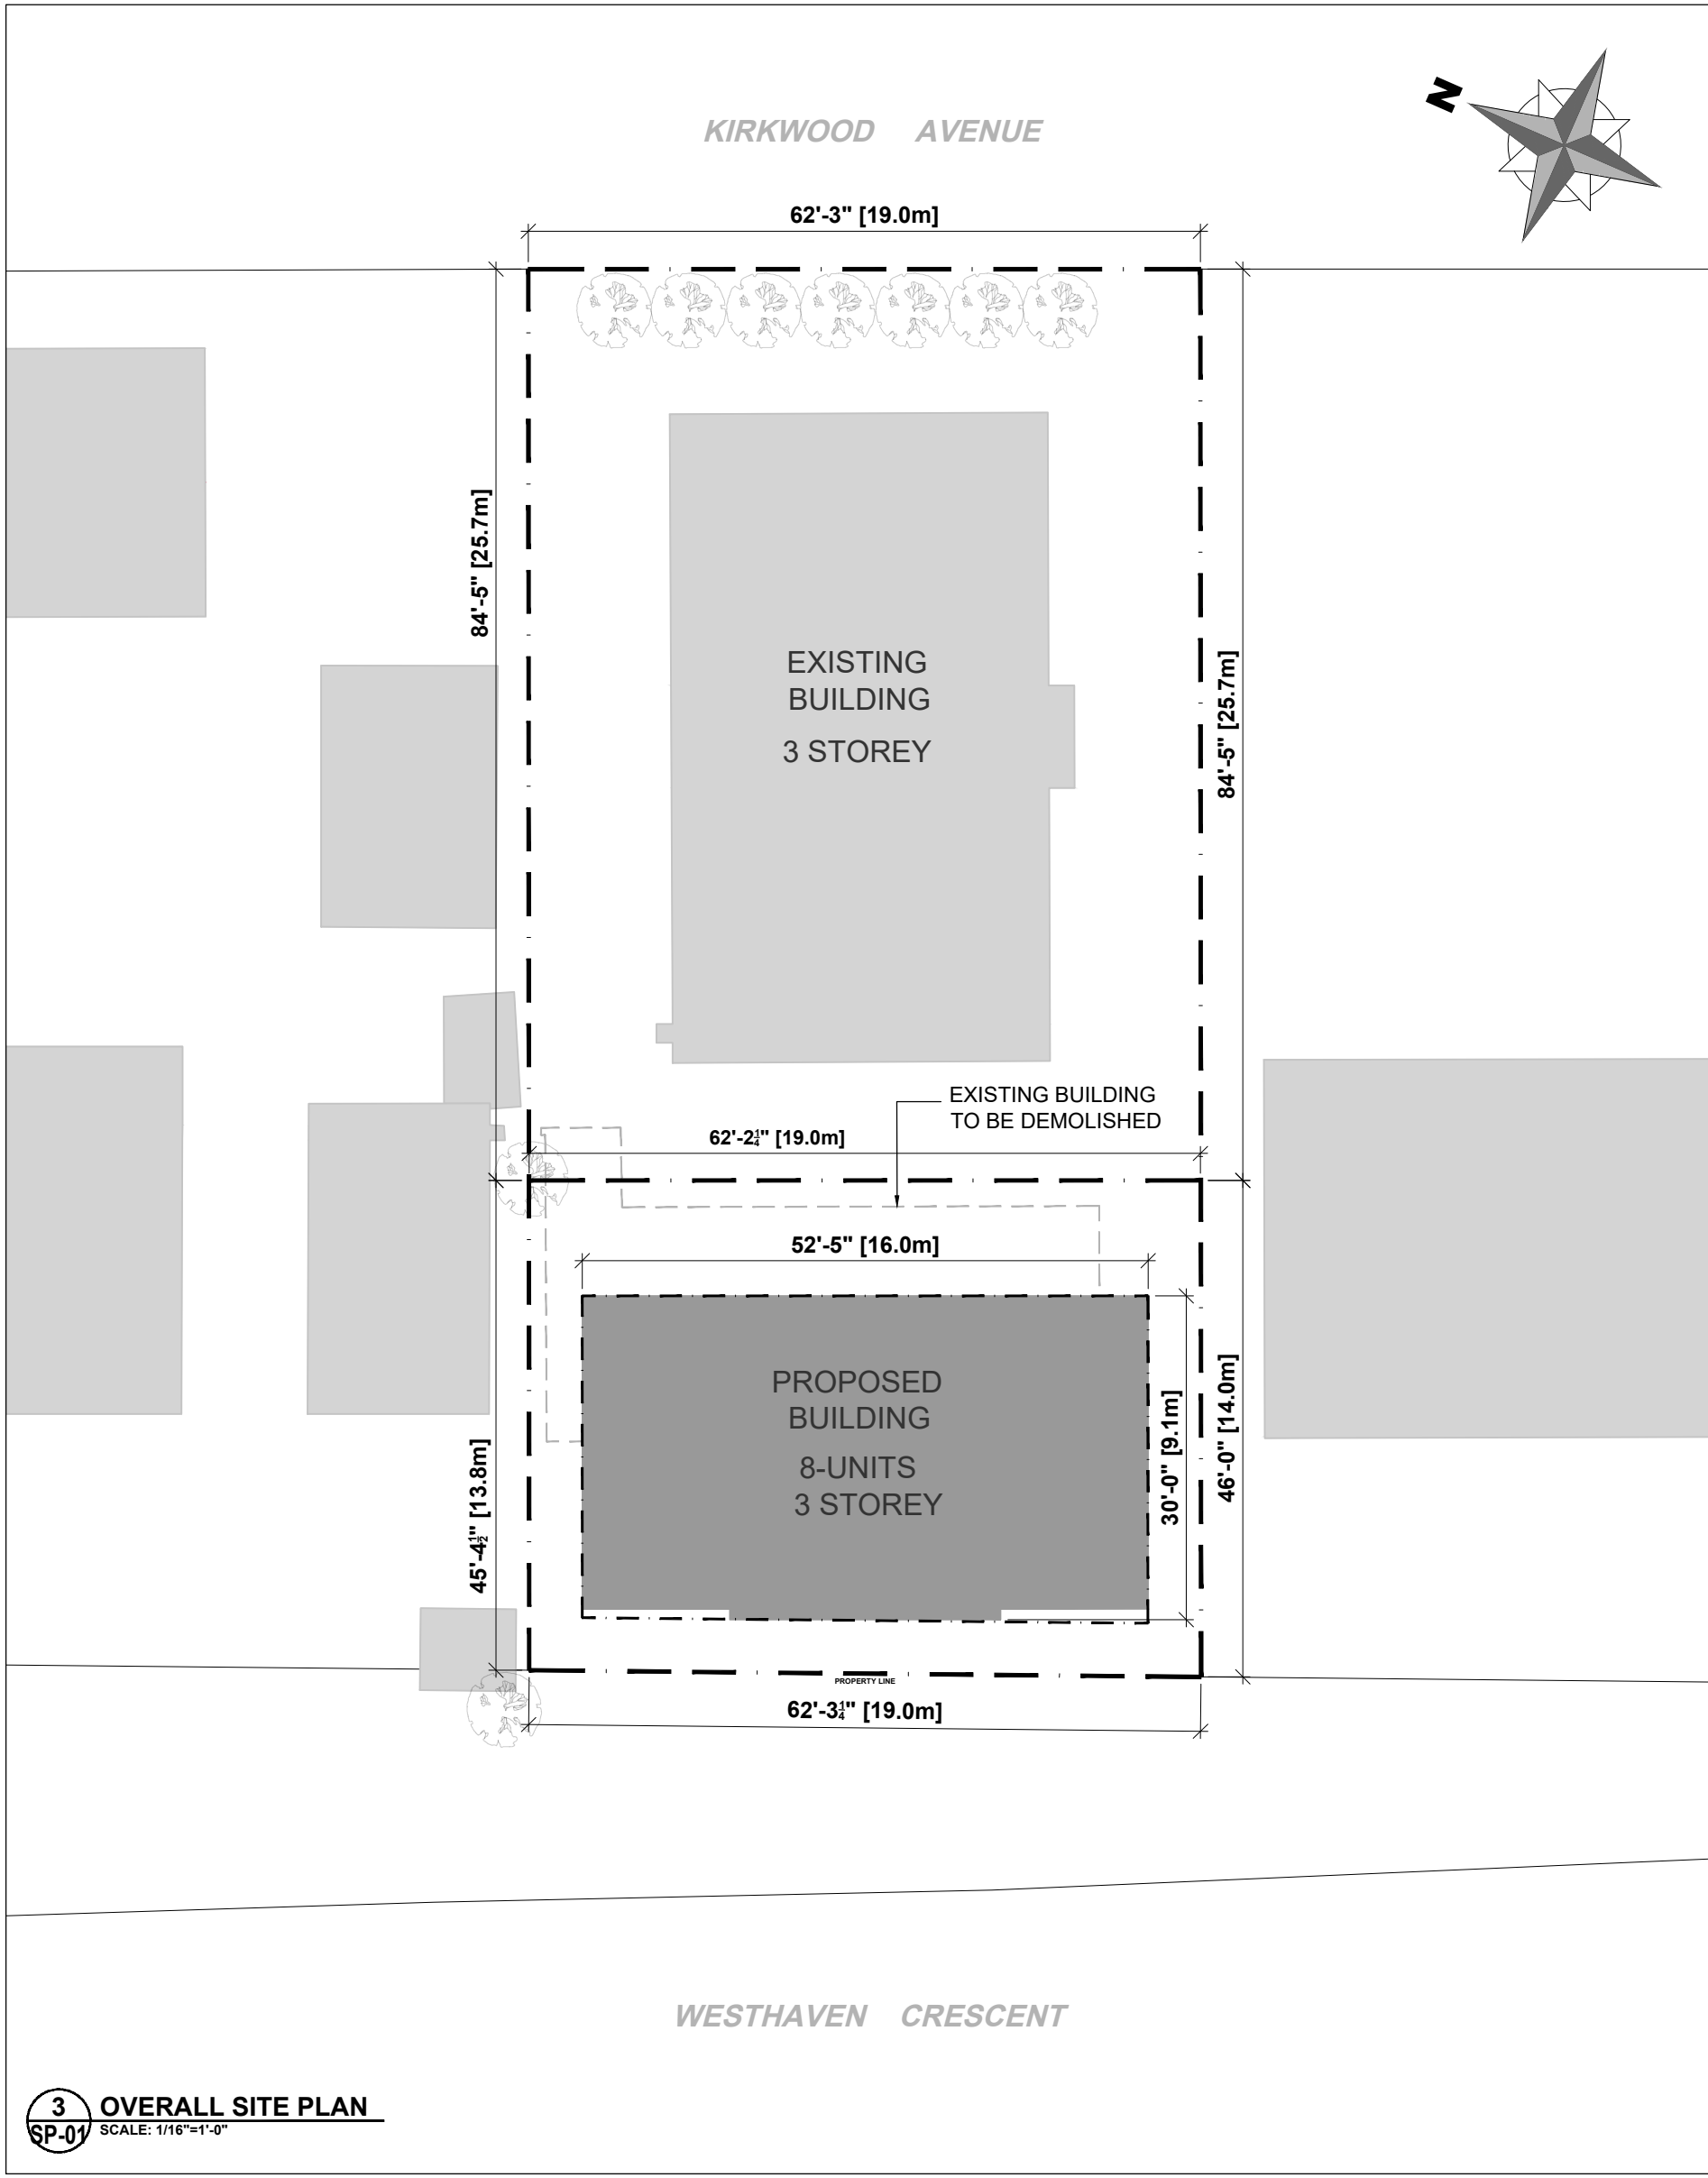 N
KIRKWOOD AVENUE
62'-3" [19.0m]
84'-5" [25.7m]
EXISTING
BUILDING
3 STOREY
84'-5" [25.7m]
EXISTING BUILDING
TO BE DEMOLISHED
62'-2¼" [19.0m]
52'-5" [16.0m]
PROPOSED
BUILDING
8-UNITS
3 STOREY
30'-0" [9.1m]
46'-0" [14.0m]
45'-4½" [13.8m]
PROPERTY LINE
62'-3¼" [19.0m]
WESTHAVEN CRESCENT
3
SP-01
OVERALL SITE PLAN
SCALE: 1/16"=1'-0"